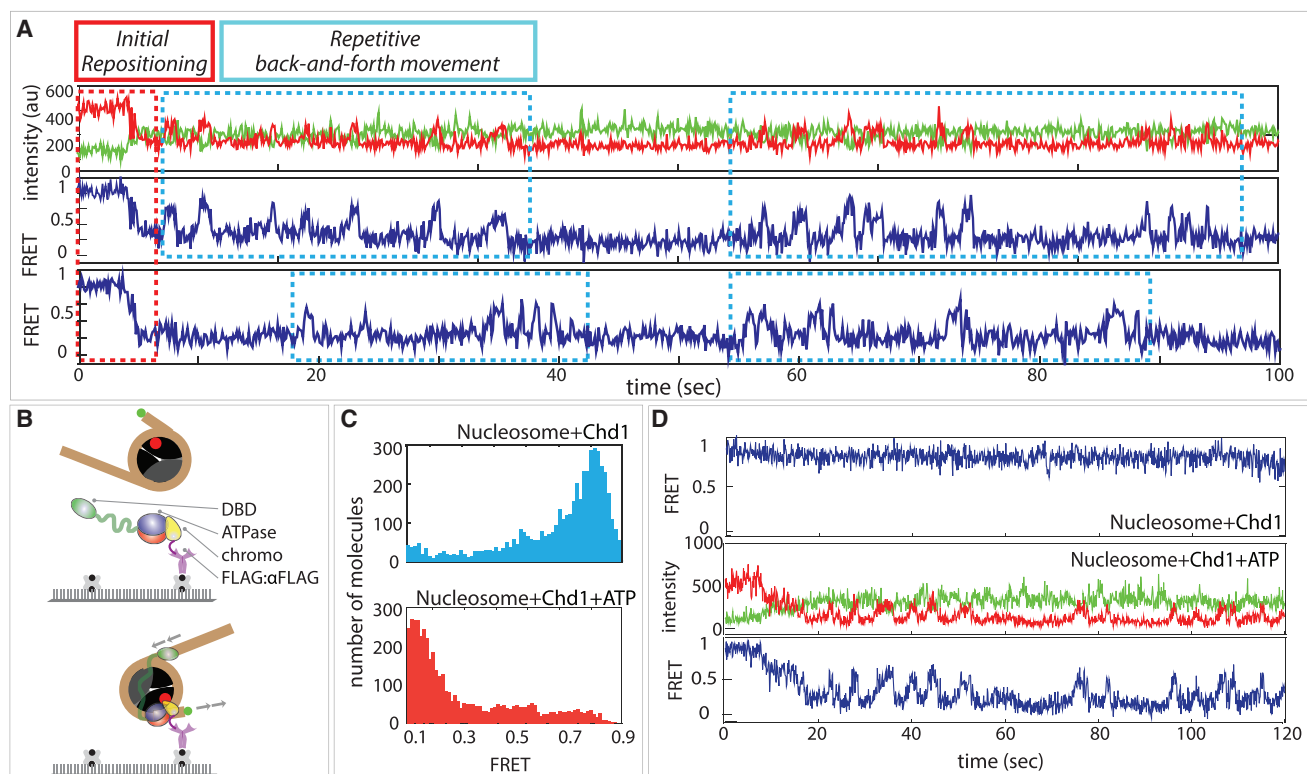 A
Initial
Repositioning
Repetitive
back-and-forth movement
intensity (au)
600
400
200
0
FRET
1
0.5
0
FRET
1
0.5
0
0 20 40 60 80 100
time (sec)
B
DBD
ATPase
chromo
FLAG:αFLAG
C
number of molecules
Nucleosome+Chd1
300
200
100
0
Nucleosome+Chd1+ATP
300
200
100
0
0.1 0.3 0.5 0.7 0.9
FRET
D
FRET
1
0.5
0
Nucleosome+Chd1
intensity
1000
500
0
Nucleosome+Chd1+ATP
FRET
1
0.5
0
0 20 40 60 80 100 120
time (sec)